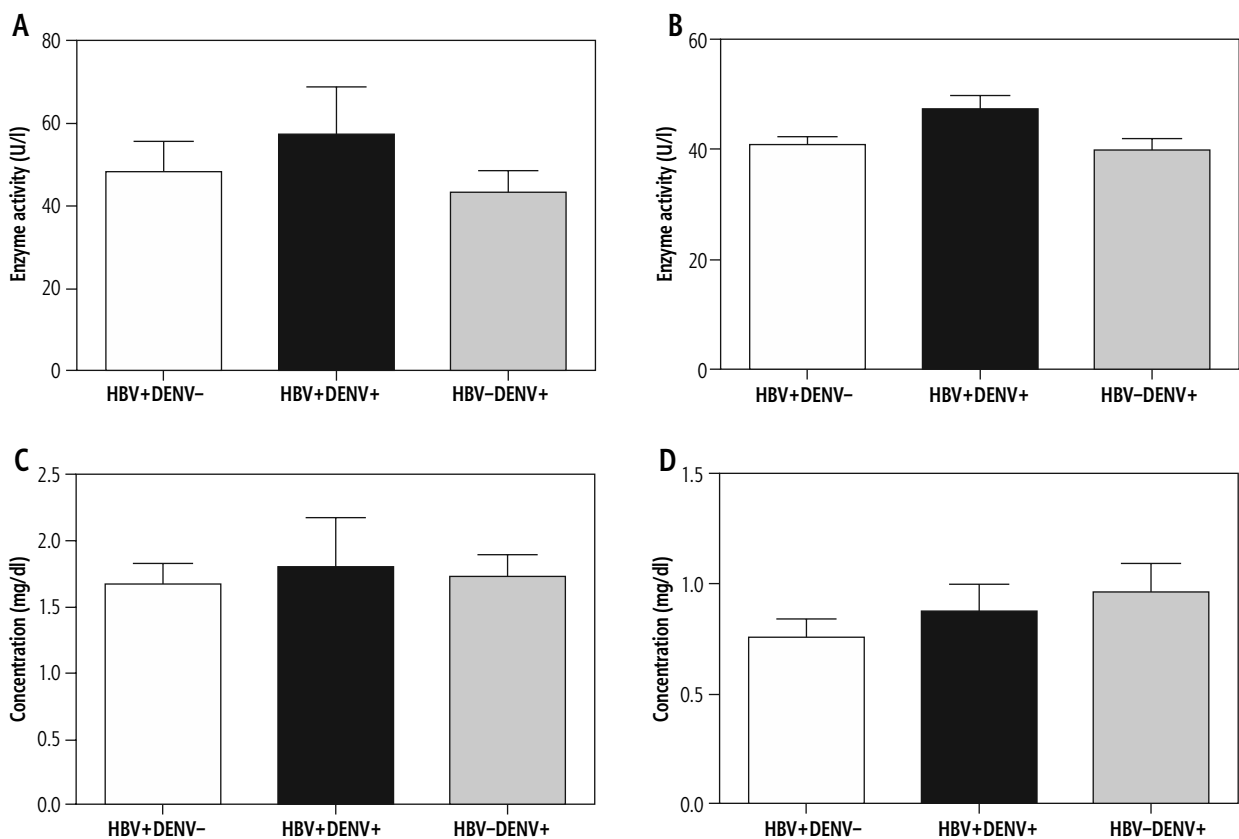 A
Enzyme activity (U/l)
80
60
40
20
0
HBV+DENV–
HBV+DENV+
HBV–DENV+
B
Enzyme activity (U/l)
60
40
20
0
HBV+DENV–
HBV+DENV+
HBV–DENV+
C
Concentration (mg/dl)
2.5
2.0
1.5
1.0
0.5
0.0
HBV+DENV–
HBV+DENV+
HBV–DENV+
D
Concentration (mg/dl)
1.5
1.0
0.5
0.0
HBV+DENV–
HBV+DENV+
HBV–DENV+